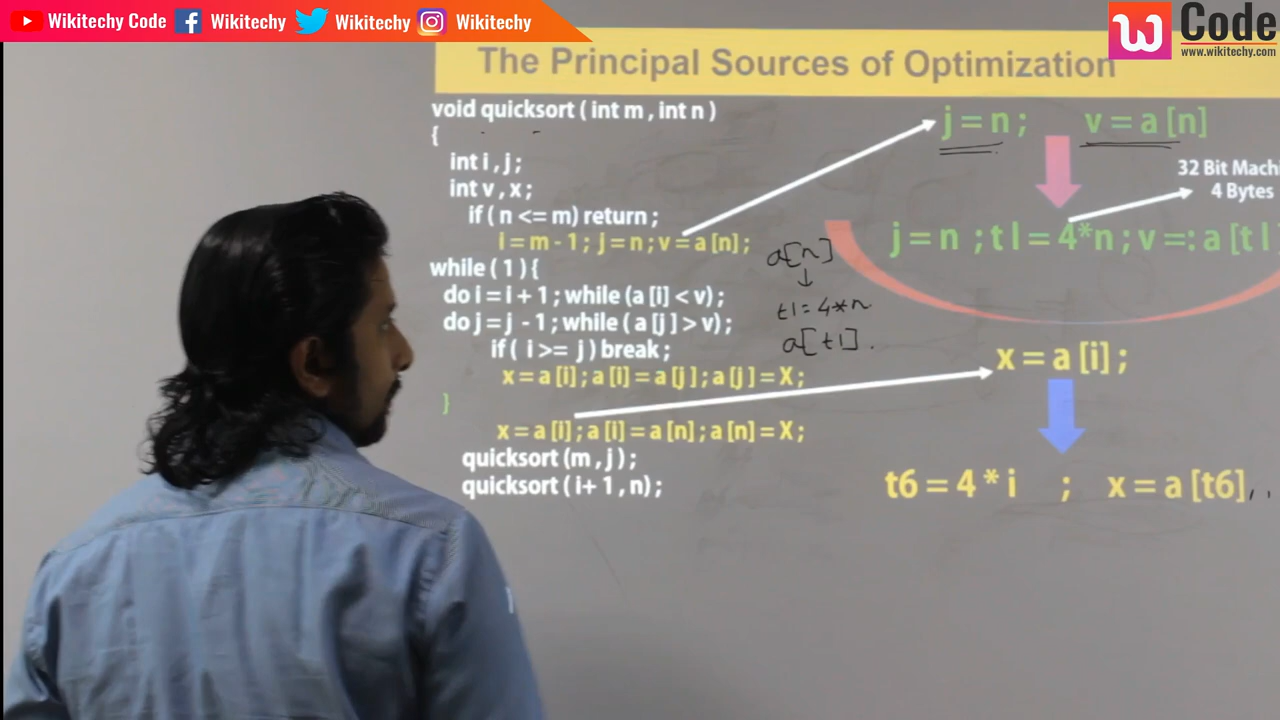 Wikitechy Code Wikitechy Wikitechy Wikitechy
Code
www.wikitechy.com
The Principal Sources of Optimization
void quicksort ( int m , int n )
{
int i , j ;
int v , x ;
if ( n <= m) return ;
i = m - 1 ; j = n ; v = a [n] ;
while ( 1 ) {
do i = i + 1 ; while (a [i] < v) ;
do j = j - 1 ; while ( a [j] > v) ;
if ( i >= j ) break ;
x = a [i] ; a [i] = a [j] ; a [j] = X ;
}
x = a [i] ; a [i] = a [n] ; a [n] = X ;
quicksort (m , j ) ;
quicksort ( i+ 1 , n) ;
a[n]
↓
t1 = 4*n
a[t1].
j = n ; v = a [n]
32 Bit Machi
4 Bytes
j = n ; t l = 4*n ; v =: a [t l
x = a [i] ;
t6 = 4 * i ; x = a [t6]